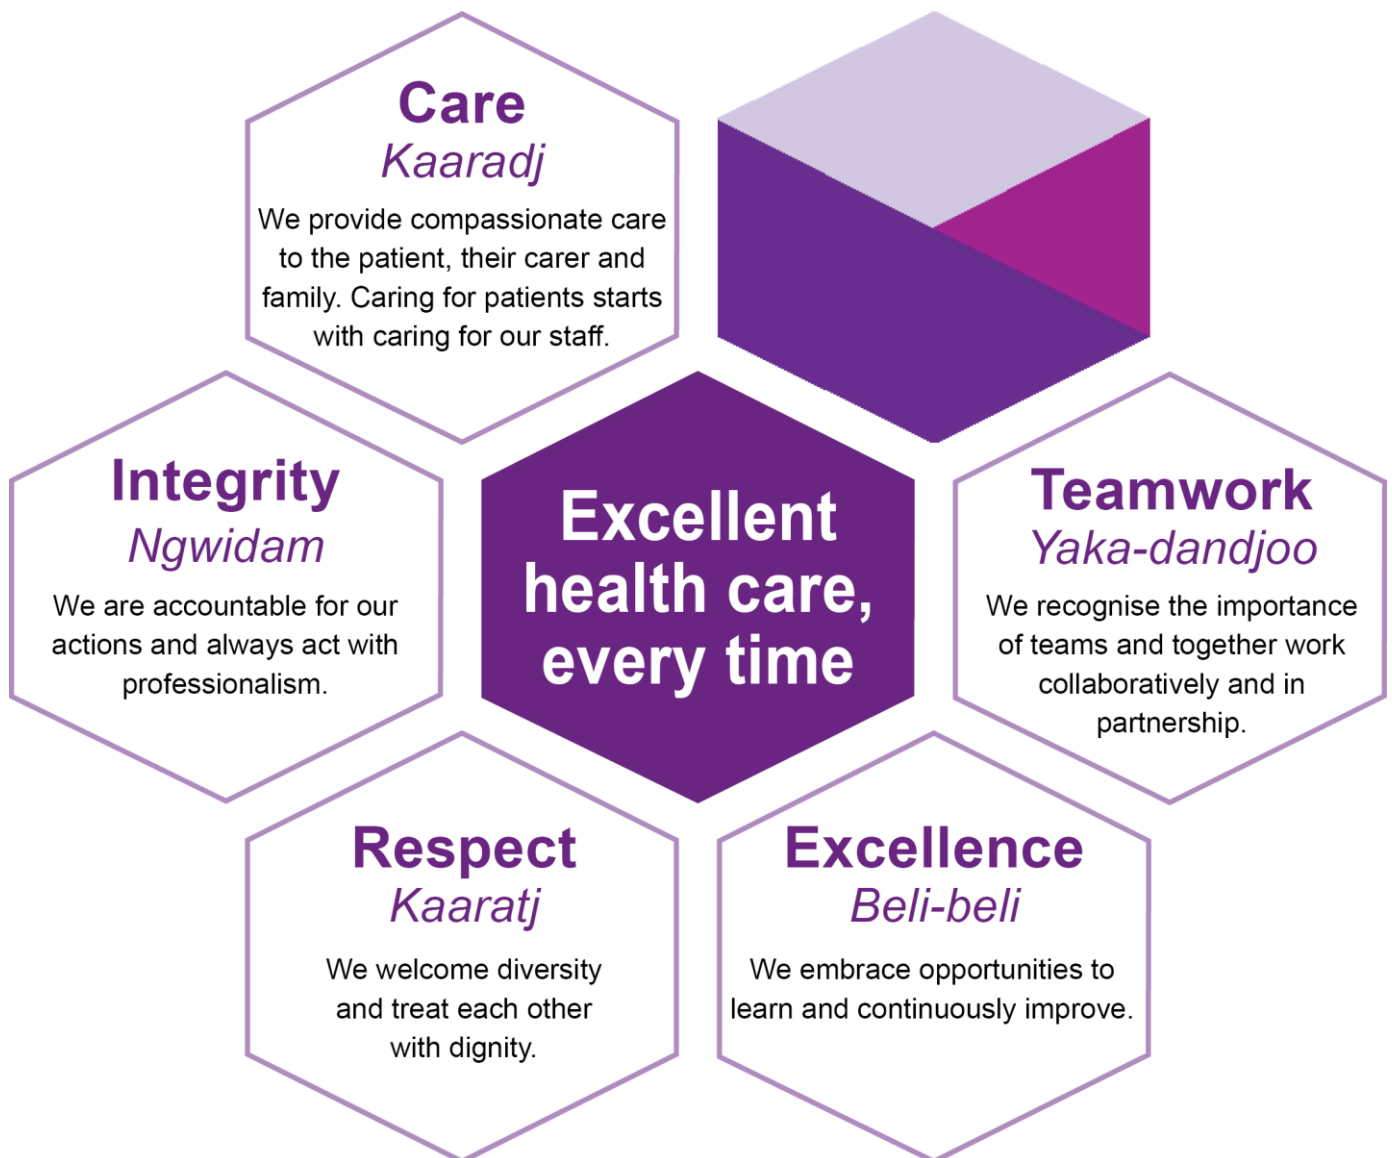 Care
Kaaradj
We provide compassionate care
to the patient, their carer and
family. Caring for patients starts
with caring for our staff.
Integrity
Ngwidam
We are accountable for our
actions and always act with
professionalism.
Excellent
health care,
every time
Teamwork
Yaka-dandjoo
We recognise the importance
of teams and together work
collaboratively and in
partnership.
Respect
Kaaratj
We welcome diversity
and treat each other
with dignity.
Excellence
Beli-beli
We embrace opportunities to
learn and continuously improve.